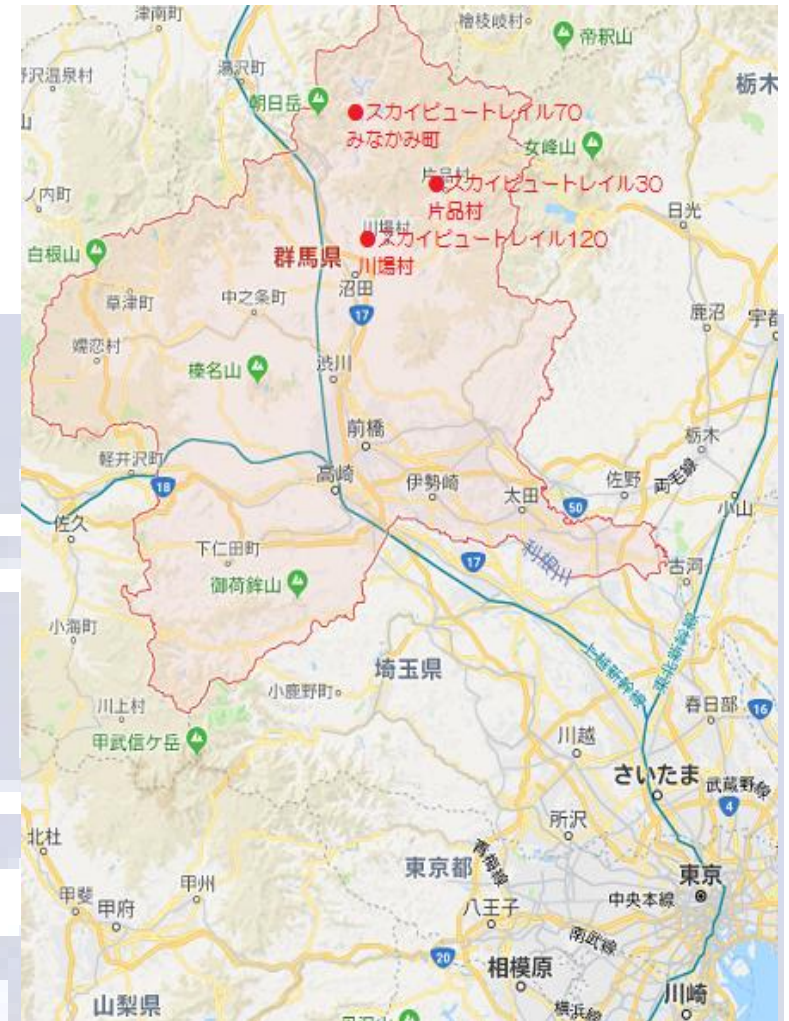 津南町
檜枝岐村
帝釈山
野沢温泉村
湯沢町
栃木
朝日岳
●スカイビュートレイル70
みなかみ町
女峰山
片品村
●スカイビュートレイル30
片品村
ノ内町
日光
川場村
●スカイビュートレイル120
川場村
白根山
群馬県
沼田
草津町
中之条町
17
鹿沼
宇都
嬬恋村
榛名山
渋川
前橋
栃木
軽井沢町
高崎
伊勢崎
佐野
両毛線
18
太田
50
小山
佐久
下仁田町
17
利根川
古河
御荷鉾山
小海町
埼玉県
上越新幹線
小鹿野町
川上村
春日部
16
甲武信ケ岳
川越
さいたま
武蔵野線
4
所沢
北杜
東京都
青梅線
東京
甲斐
甲府
甲州
中央本線
八王子
南武線
20
相模原
川崎
山梨県
横浜線